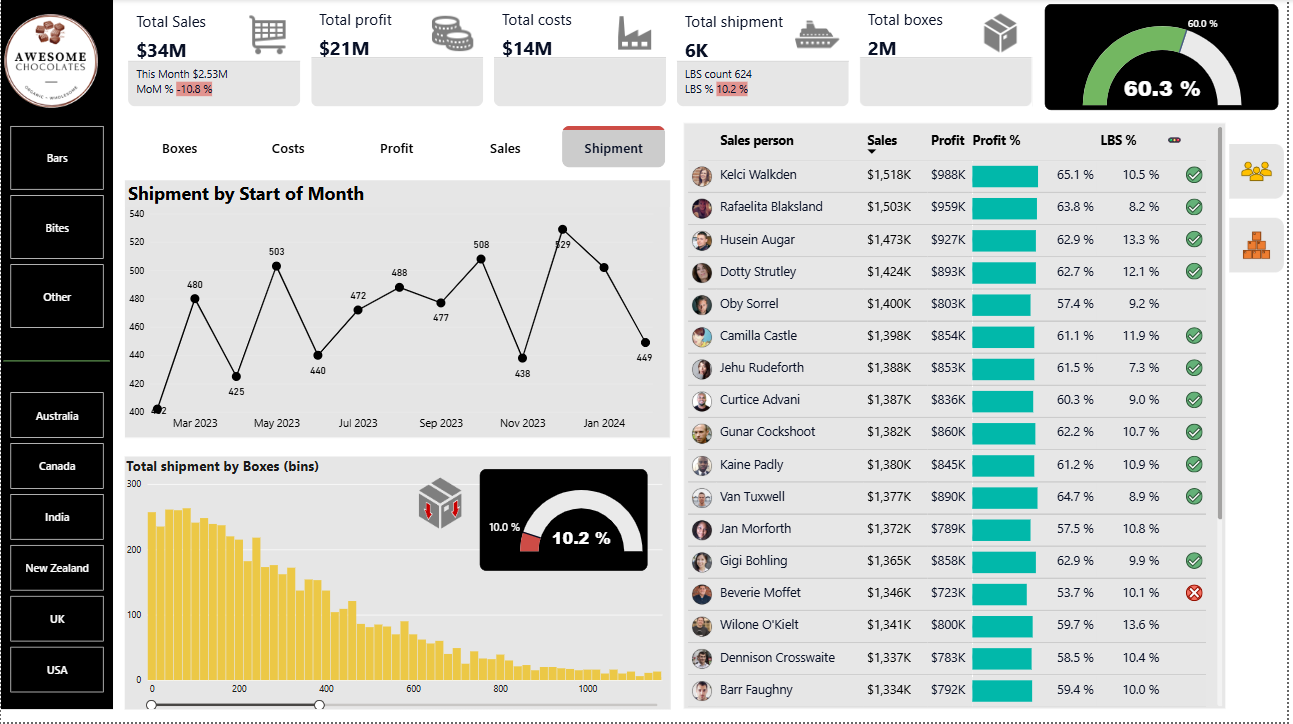 AWESOME
CHOCOLATES
ORGANIC • WHOLESOME
Bars
Bites
Other
Australia
Canada
India
New Zealand
UK
USA
Total Sales
$34M
This Month $2.53M
MoM % -10.8 %
Total profit
$21M
Total costs
$14M
Total shipment
6K
LBS count 624
LBS % 10.2 %
Total boxes
2M
60.0 %
60.3 %
Boxes Costs Profit Sales Shipment
Shipment by Start of Month
540
520
500
480
460
440
420
400
480
425
503
440
472
488
477
508
438
529
449
Mar 2023 May 2023 Jul 2023 Sep 2023 Nov 2023 Jan 2024
Total shipment by Boxes (bins)
300
200
100
0
0 200 400 600 800 1000
10.0 %
10.2 %
Sales person Sales Profit Profit % LBS %
Kelci Walkden $1,518K $988K 65.1 % 10.5 %
Rafaelita Blaksland $1,503K $959K 63.8 % 8.2 %
Husein Augar $1,473K $927K 62.9 % 13.3 %
Dotty Strutley $1,424K $893K 62.7 % 12.1 %
Oby Sorrel $1,400K $803K 57.4 % 9.2 %
Camilla Castle $1,398K $854K 61.1 % 11.9 %
Jehu Rudeforth $1,388K $853K 61.5 % 7.3 %
Curtice Advani $1,387K $836K 60.3 % 9.0 %
Gunar Cockshoot $1,382K $860K 62.2 % 10.7 %
Kaine Padly $1,380K $845K 61.2 % 10.9 %
Van Tuxwell $1,377K $890K 64.7 % 8.9 %
Jan Morforth $1,372K $789K 57.5 % 10.8 %
Gigi Bohling $1,365K $858K 62.9 % 9.9 %
Beverie Moffet $1,346K $723K 53.7 % 10.1 %
Wilone O'Kielt $1,341K $800K 59.7 % 13.6 %
Dennison Crosswaite $1,337K $783K 58.5 % 10.4 %
Barr Faughny $1,334K $792K 59.4 % 10.0 %